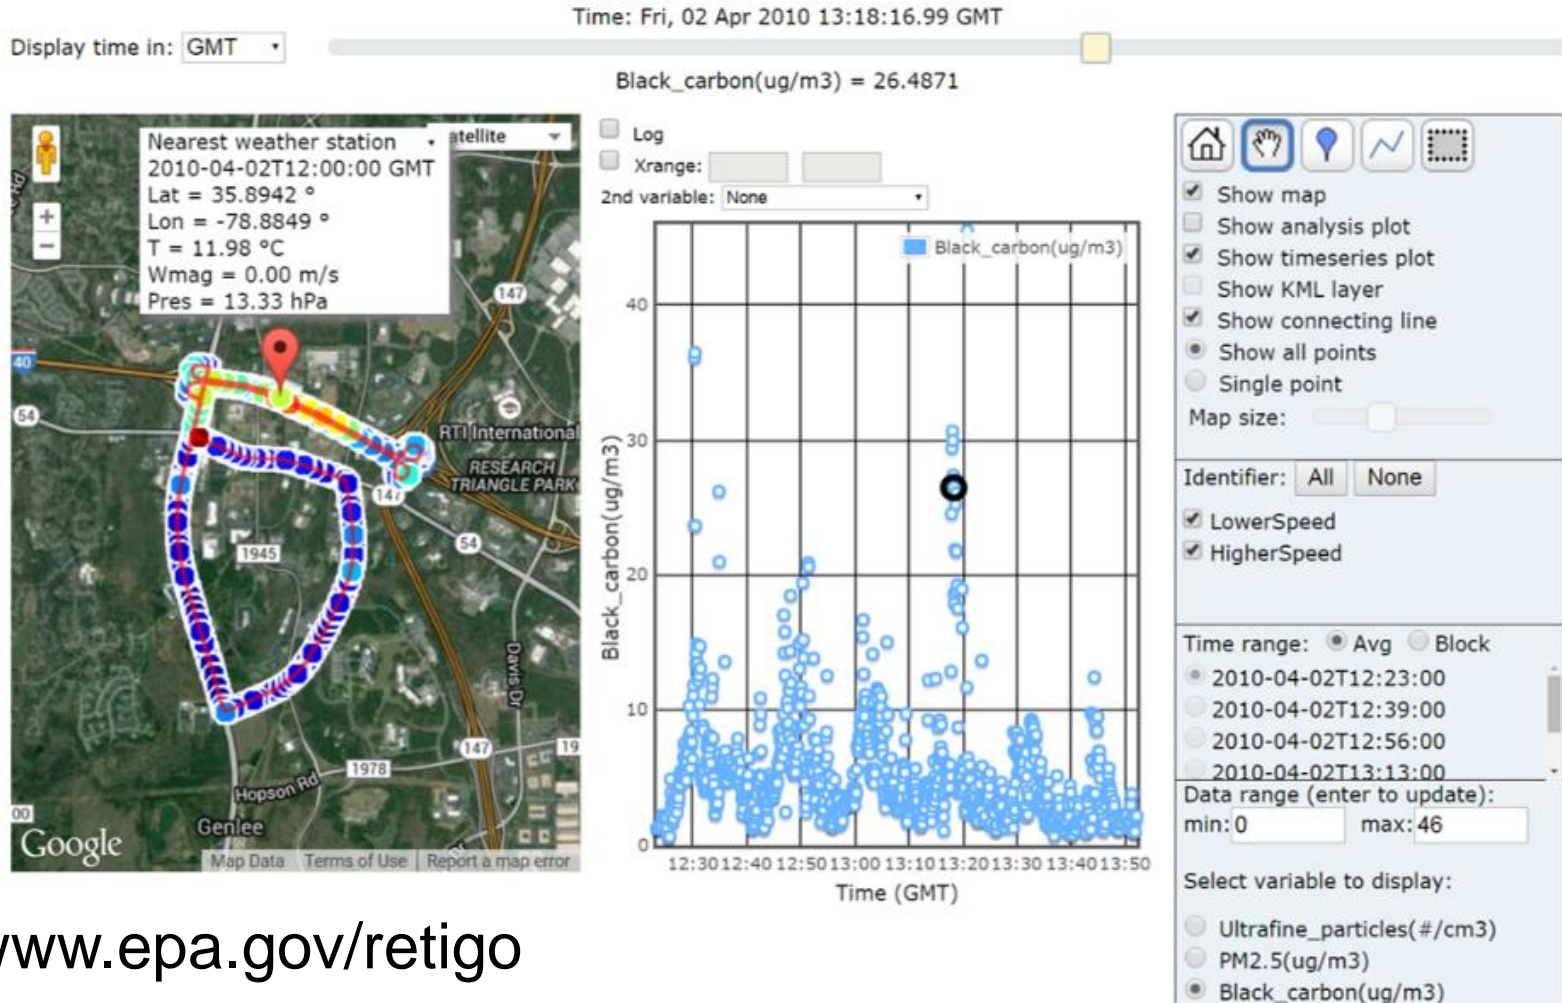 Time: Fri, 02 Apr 2010 13:18:16.99 GMT
Display time in: GMT
Black_carbon(ug/m3) = 26.4871
Nearest weather station
2010-04-02T12:00:00 GMT
Lat = 35.8942 °
Lon = -78.8849 °
T = 11.98 °C
Wmag = 0.00 m/s
Pres = 13.33 hPa
atellite
147
40
54
RTI International
RESEARCH
TRIANGLE PARK
147
54
1945
Davis Dr
147
19
1978
Hopson Rd
00
Genlee
Google
Map Data
Terms of Use
Report a map error
Log
Xrange:
2nd variable: None
Black_carbon(ug/m3)
Black_carbon(ug/m3)
40
30
20
10
0
12:30 12:40 12:50 13:00 13:10 13:20 13:30 13:40 13:50
Time (GMT)
Show map
Show analysis plot
Show timeseries plot
Show KML layer
Show connecting line
Show all points
Single point
Map size:
Identifier: All None
LowerSpeed
HigherSpeed
Time range: Avg Block
2010-04-02T12:23:00
2010-04-02T12:39:00
2010-04-02T12:56:00
2010-04-02T13:13:00
Data range (enter to update):
min: 0 max: 46
Select variable to display:
Ultrafine_particles(#/cm3)
PM2.5(ug/m3)
Black_carbon(ug/m3)
www.epa.gov/retigo